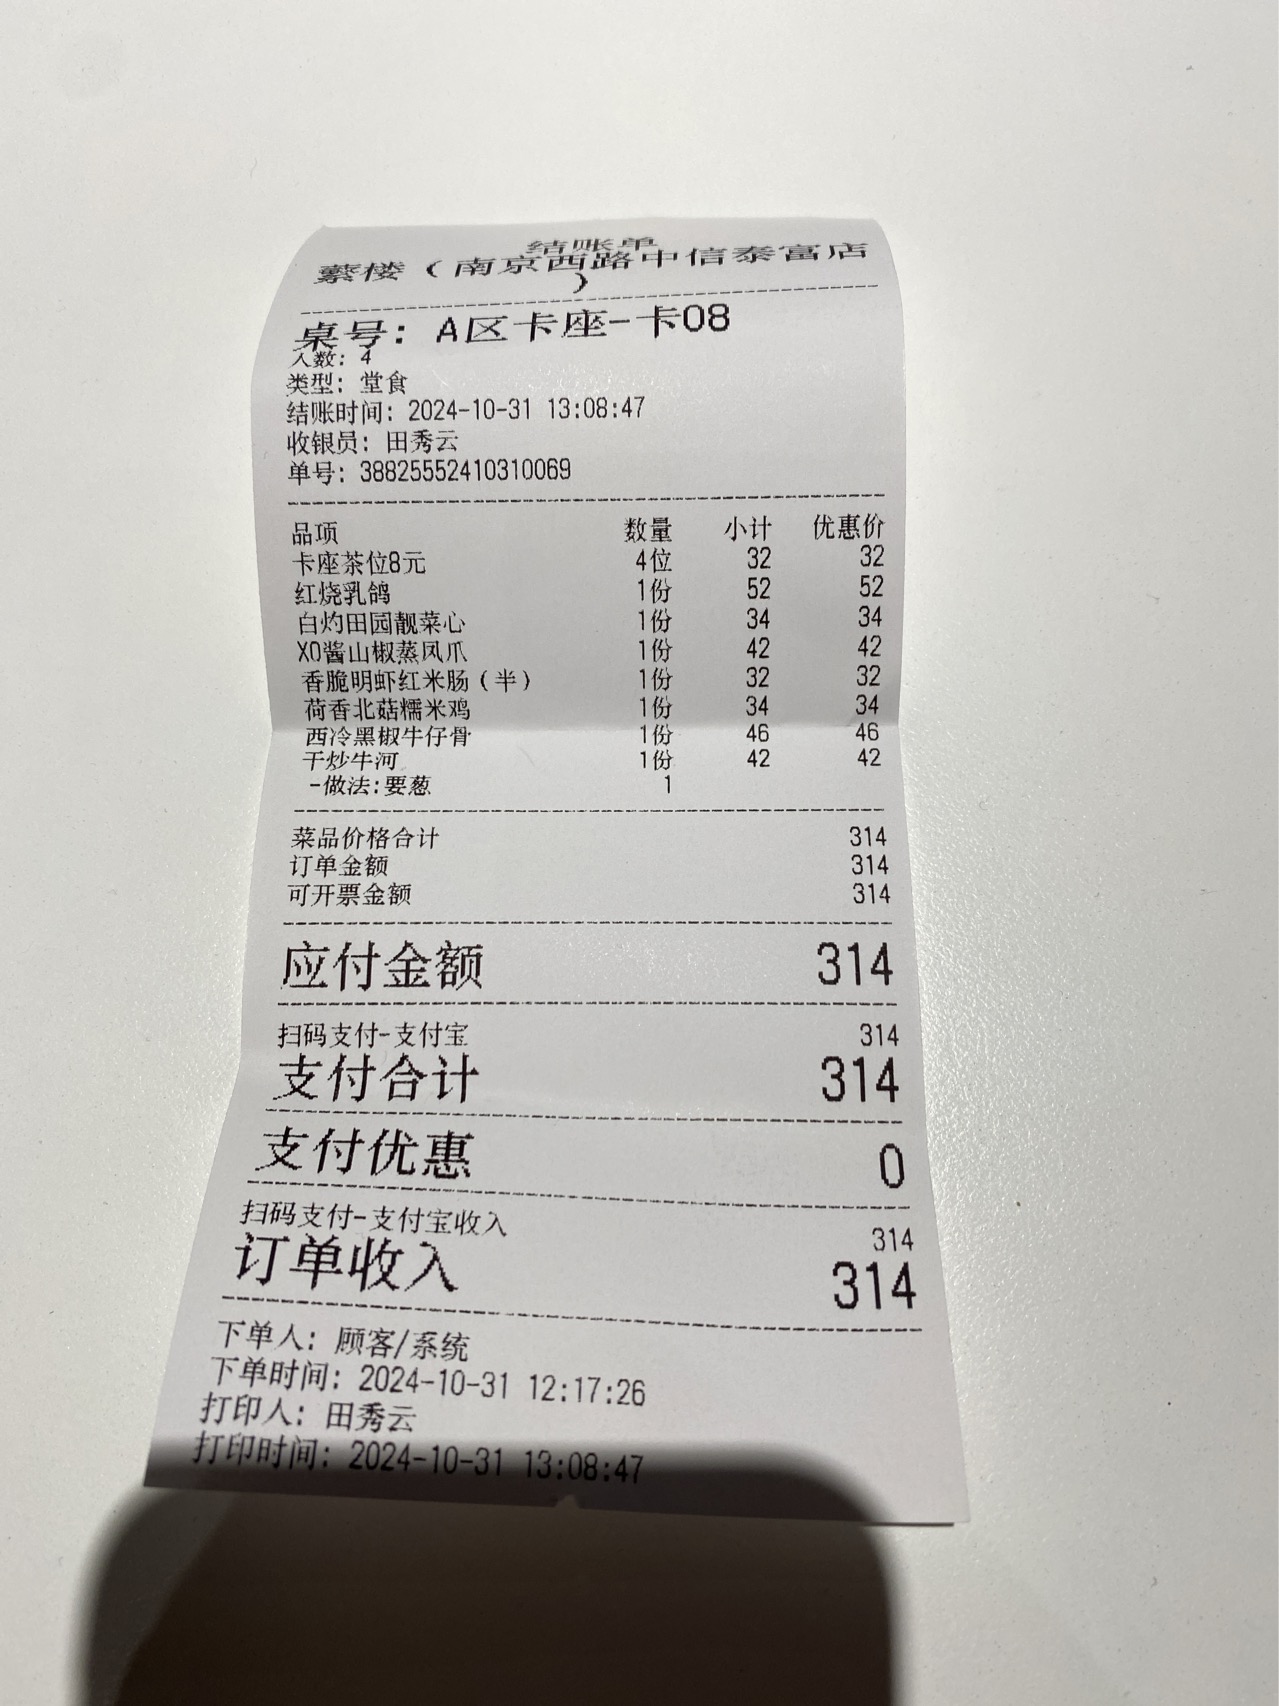 结账单
蘩楼（南京西路中信泰富店
）
桌号：A区卡座-卡08
人数：4
类型：堂食
结账时间：2024-10-31 13:08:47
收银员：田秀云
单号：38825552410310069
品项 数量 小计 优惠价
卡座茶位8元 4位 32 32
红烧乳鸽 1份 52 52
白灼田园靓菜心 1份 34 34
XO酱山椒蒸凤爪 1份 42 42
香脆明虾红米肠（半） 1份 32 32
荷香北菇糯米鸡 1份 34 34
西冷黑椒牛仔骨 1份 46 46
干炒牛河 1份 42 42
-做法:要葱 1
菜品价格合计 314
订单金额 314
可开票金额 314
应付金额 314
扫码支付-支付宝 314
支付合计 314
支付优惠 0
扫码支付-支付宝收入 314
订单收入 314
下单人：顾客/系统
下单时间：2024-10-31 12:17:26
打印人：田秀云
打印时间：2024-10-31 13:08:47